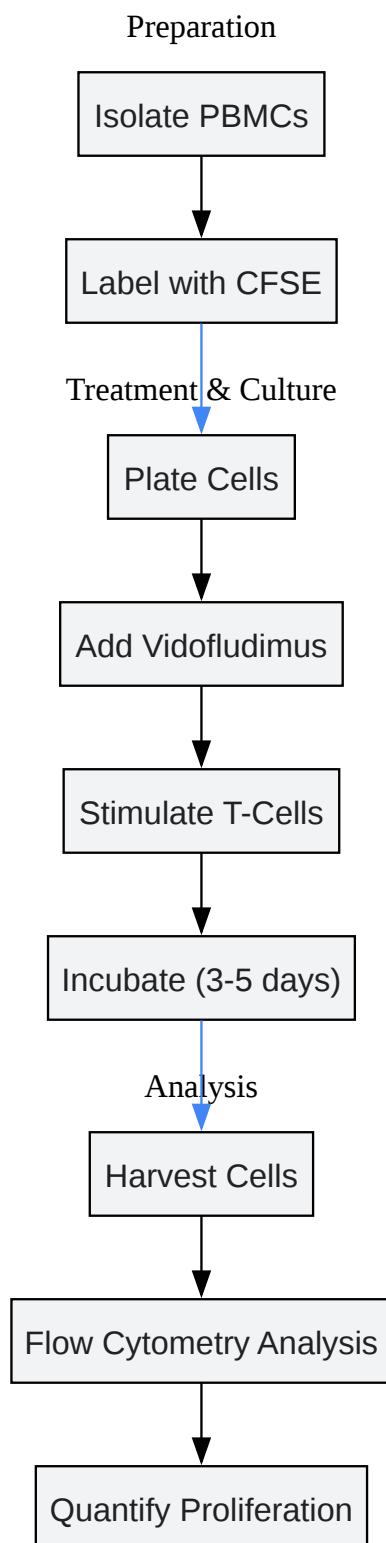 Preparation
Isolate PBMCs
Label with CFSE
Treatment & Culture
Plate Cells
Add Vidofludimus
Stimulate T-Cells
Incubate (3-5 days)
Analysis
Harvest Cells
Flow Cytometry Analysis
Quantify Proliferation